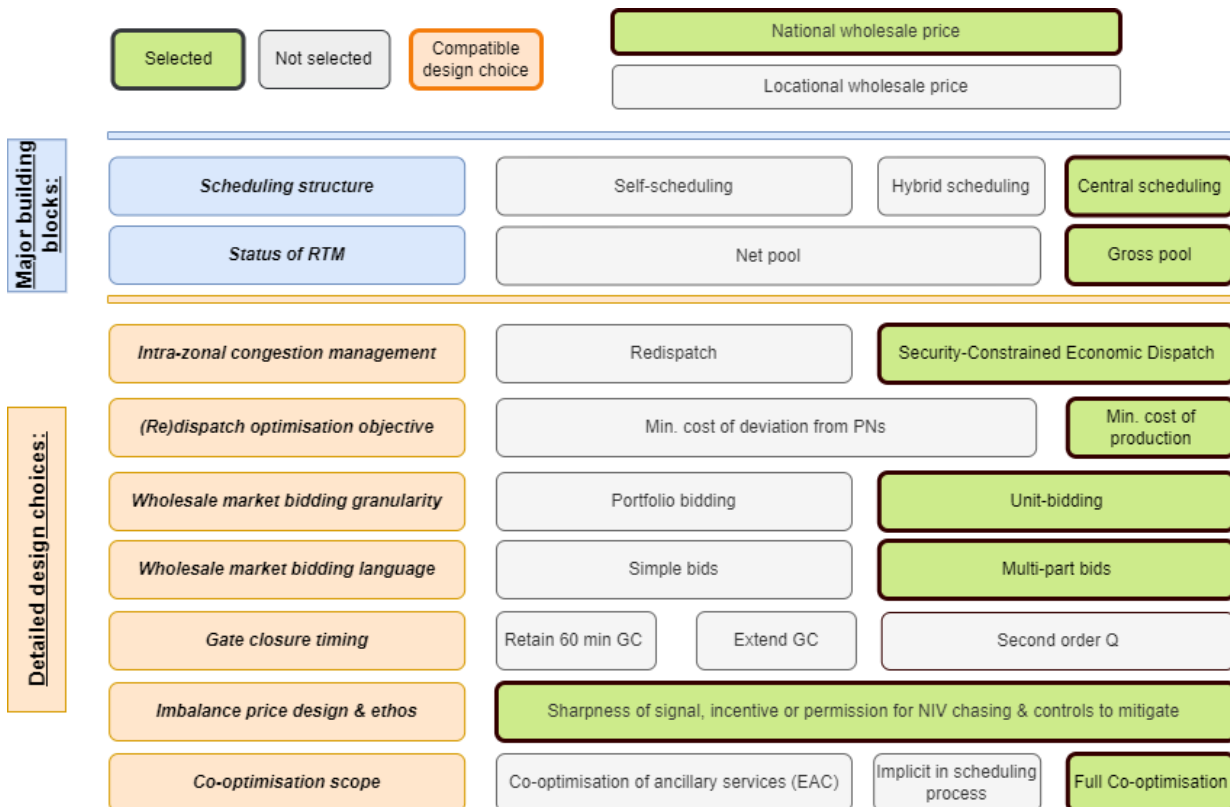 Selected
Not selected
Compatible
design choice
National wholesale price
Locational wholesale price
Major building
blocks:
Scheduling structure
Self-scheduling
Hybrid scheduling
Central scheduling
Status of RTM
Net pool
Gross pool
Detailed design choices:
Intra-zonal congestion management
Redispatch
Security-Constrained Economic Dispatch
(Re)dispatch optimisation objective
Min. cost of deviation from PNs
Min. cost of
production
Wholesale market bidding granularity
Portfolio bidding
Unit-bidding
Wholesale market bidding language
Simple bids
Multi-part bids
Gate closure timing
Retain 60 min GC
Extend GC
Second order Q
Imbalance price design & ethos
Sharpness of signal, incentive or permission for NIV chasing & controls to mitigate
Co-optimisation scope
Co-optimisation of ancillary services (EAC)
Implicit in scheduling
process
Full Co-optimisation